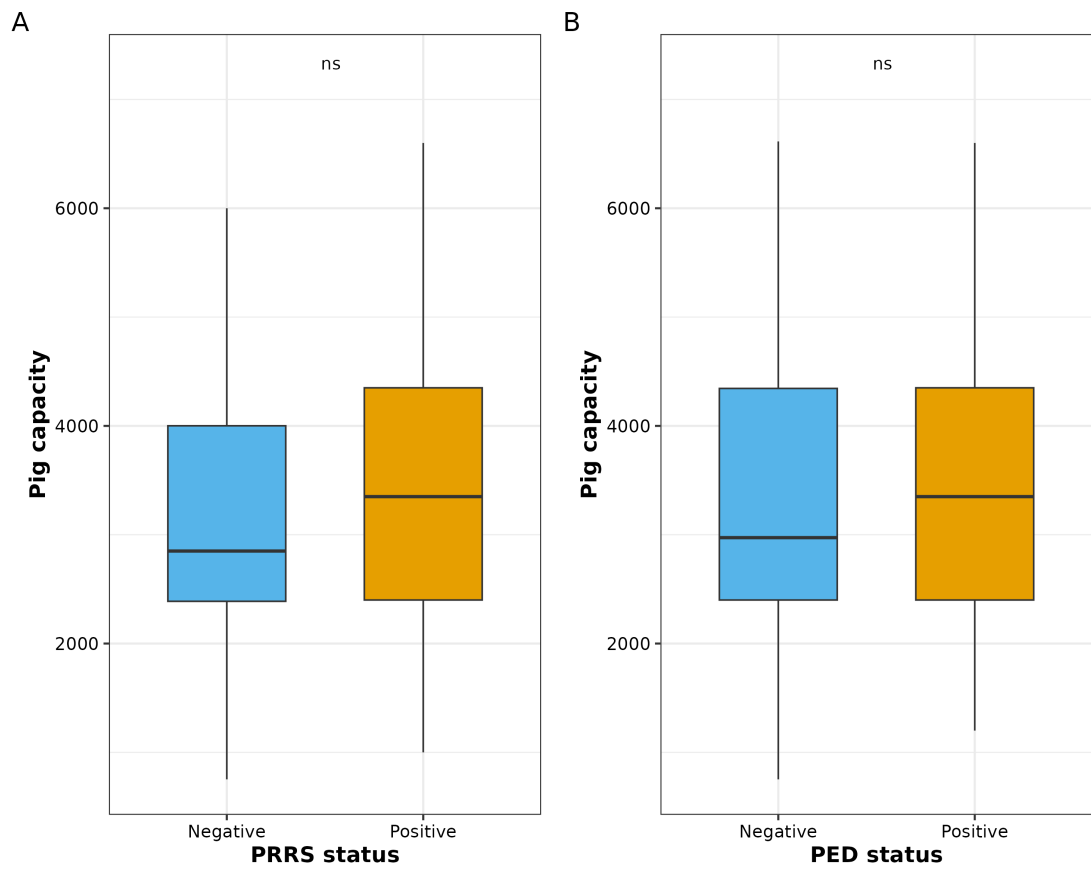 A
ns
Pig capacity
6000
4000
2000
Negative
Positive
PRRS status
B
ns
Pig capacity
6000
4000
2000
Negative
Positive
PED status